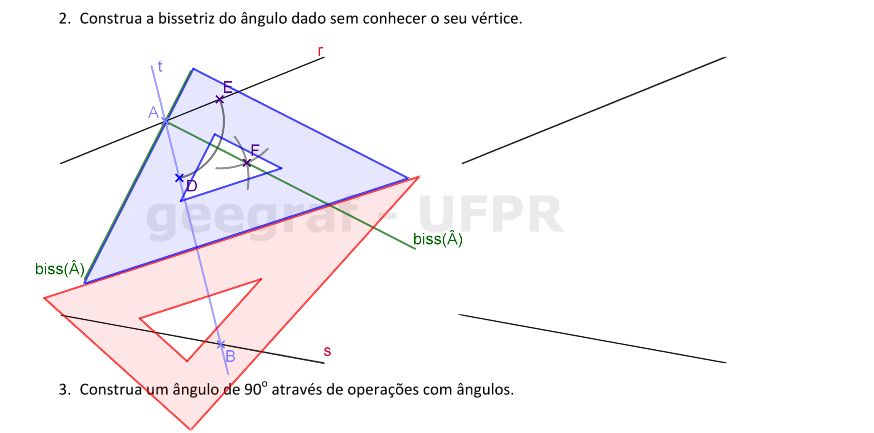 2. Construa a bissetriz do ângulo dado sem conhecer o seu vértice.
r
t
E
A
F
D
geegraf - UFPR
biss(Â)
biss(Â)
s
B
3. Construa um ângulo de 90º através de operações com ângulos.